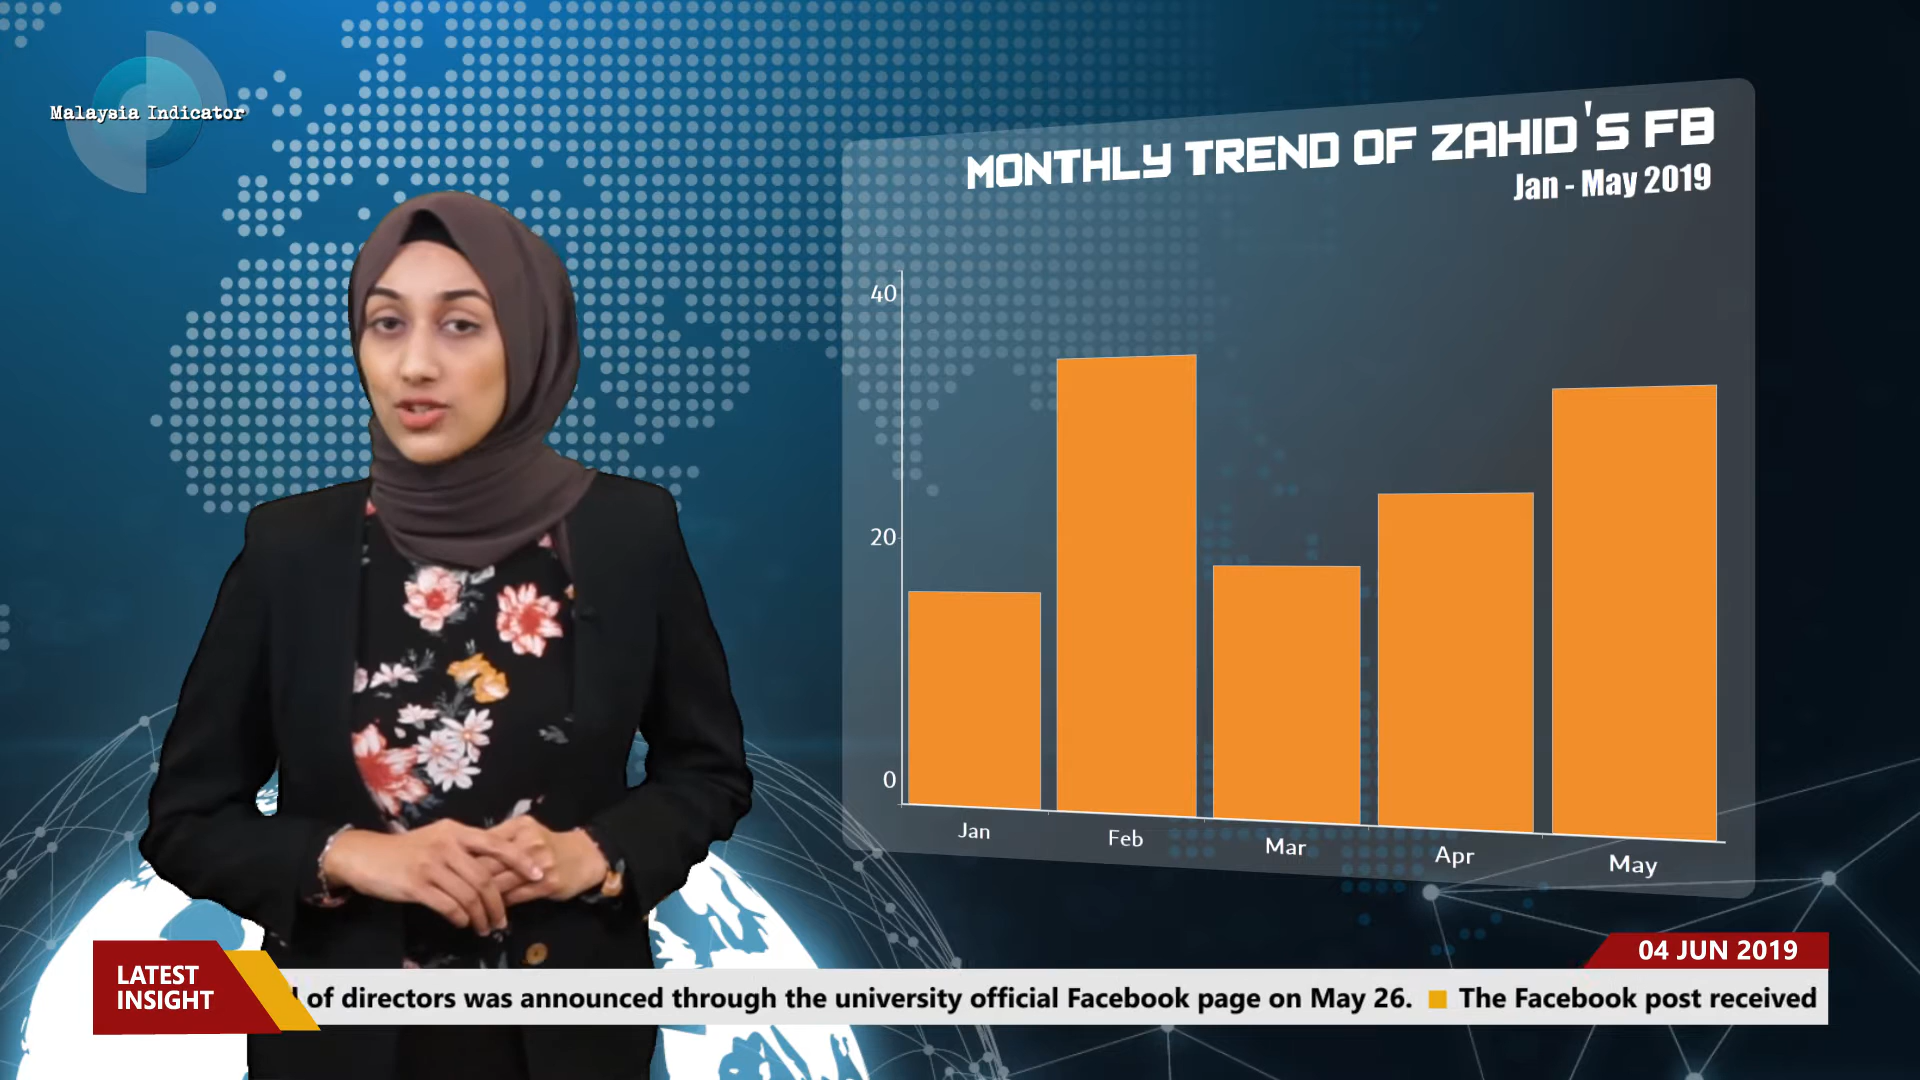 Malaysia Indicator
MONTHLY TREND OF ZAHID'S FB
Jan - May 2019
40
20
0
Jan
Feb
Mar
Apr
May
04 JUN 2019
LATEST
INSIGHT
of directors was announced through the university official Facebook page on May 26. The Facebook post received